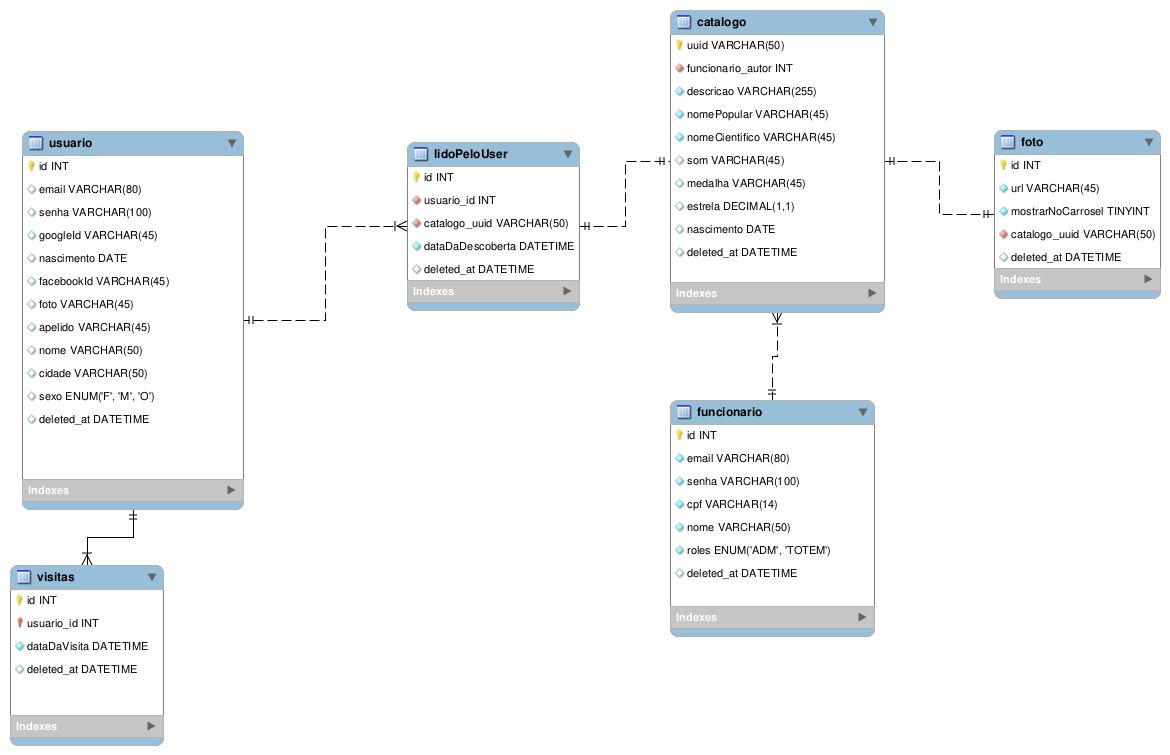 usuario
id INT
email VARCHAR(80)
senha VARCHAR(100)
googleId VARCHAR(45)
nascimento DATE
facebookId VARCHAR(45)
foto VARCHAR(45)
apelido VARCHAR(45)
nome VARCHAR(50)
cidade VARCHAR(50)
sexo ENUM('F', 'M', 'O')
deleted_at DATETIME
Indexes
visitas
id INT
usuario_id INT
dataDaVisita DATETIME
deleted_at DATETIME
Indexes
lidoPeloUser
id INT
usuario_id INT
catalogo_uuid VARCHAR(50)
dataDaDescoberta DATETIME
deleted_at DATETIME
Indexes
catalogo
uuid VARCHAR(50)
funcionario_autor INT
descricao VARCHAR(255)
nomePopular VARCHAR(45)
nomeCientifico VARCHAR(45)
som VARCHAR(45)
medalha VARCHAR(45)
estrela DECIMAL(1,1)
nascimento DATE
deleted_at DATETIME
Indexes
funcionario
id INT
email VARCHAR(80)
senha VARCHAR(100)
cpf VARCHAR(14)
nome VARCHAR(50)
roles ENUM('ADM', 'TOTEM')
deleted_at DATETIME
Indexes
foto
id INT
url VARCHAR(45)
mostrarNoCarrosel TINYINT
catalogo_uuid VARCHAR(50)
deleted_at DATETIME
Indexes